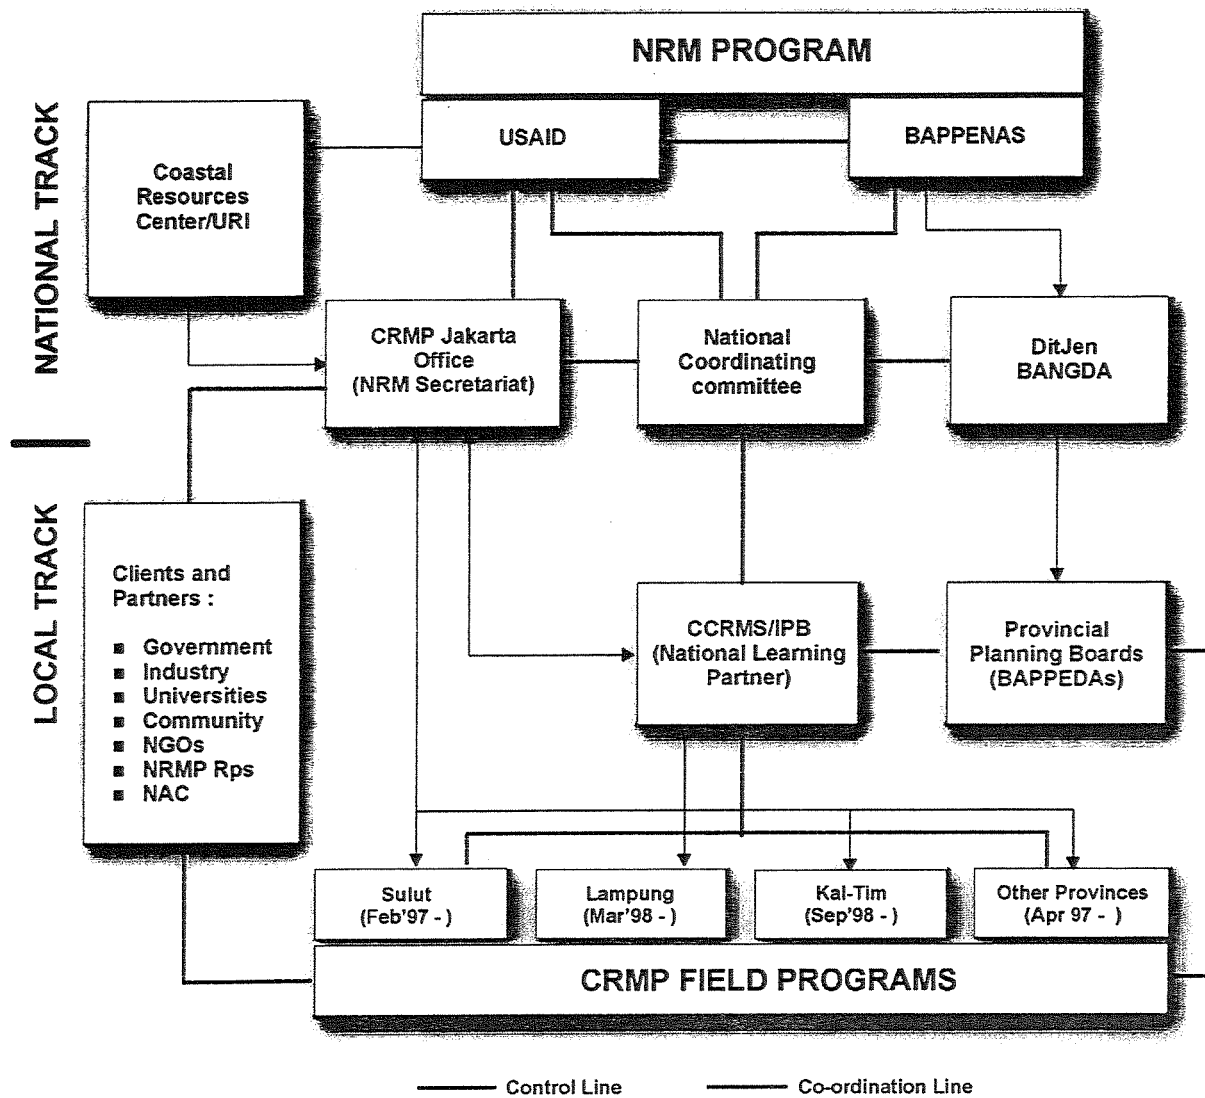 NRM PROGRAM
USAID
BAPPENAS
NATIONAL TRACK
Coastal
Resources
Center/URI
CRMP Jakarta
Office
(NRM Secretariat)
National
Coordinating
committee
DitJen
BANGDA
LOCAL TRACK
Clients and
Partners :
■ Government
■ Industry
■ Universities
■ Community
■ NGOs
■ NRMP Rps
■ NAC
CCRMS/IPB
(National Learning
Partner)
Provincial
Planning Boards
(BAPPEDAs)
Sulut
(Feb'97 - )
Lampung
(Mar'98 - )
Kal-Tim
(Sep'98 - )
Other Provinces
(Apr 97 - )
CRMP FIELD PROGRAMS
Control Line
Co-ordination Line